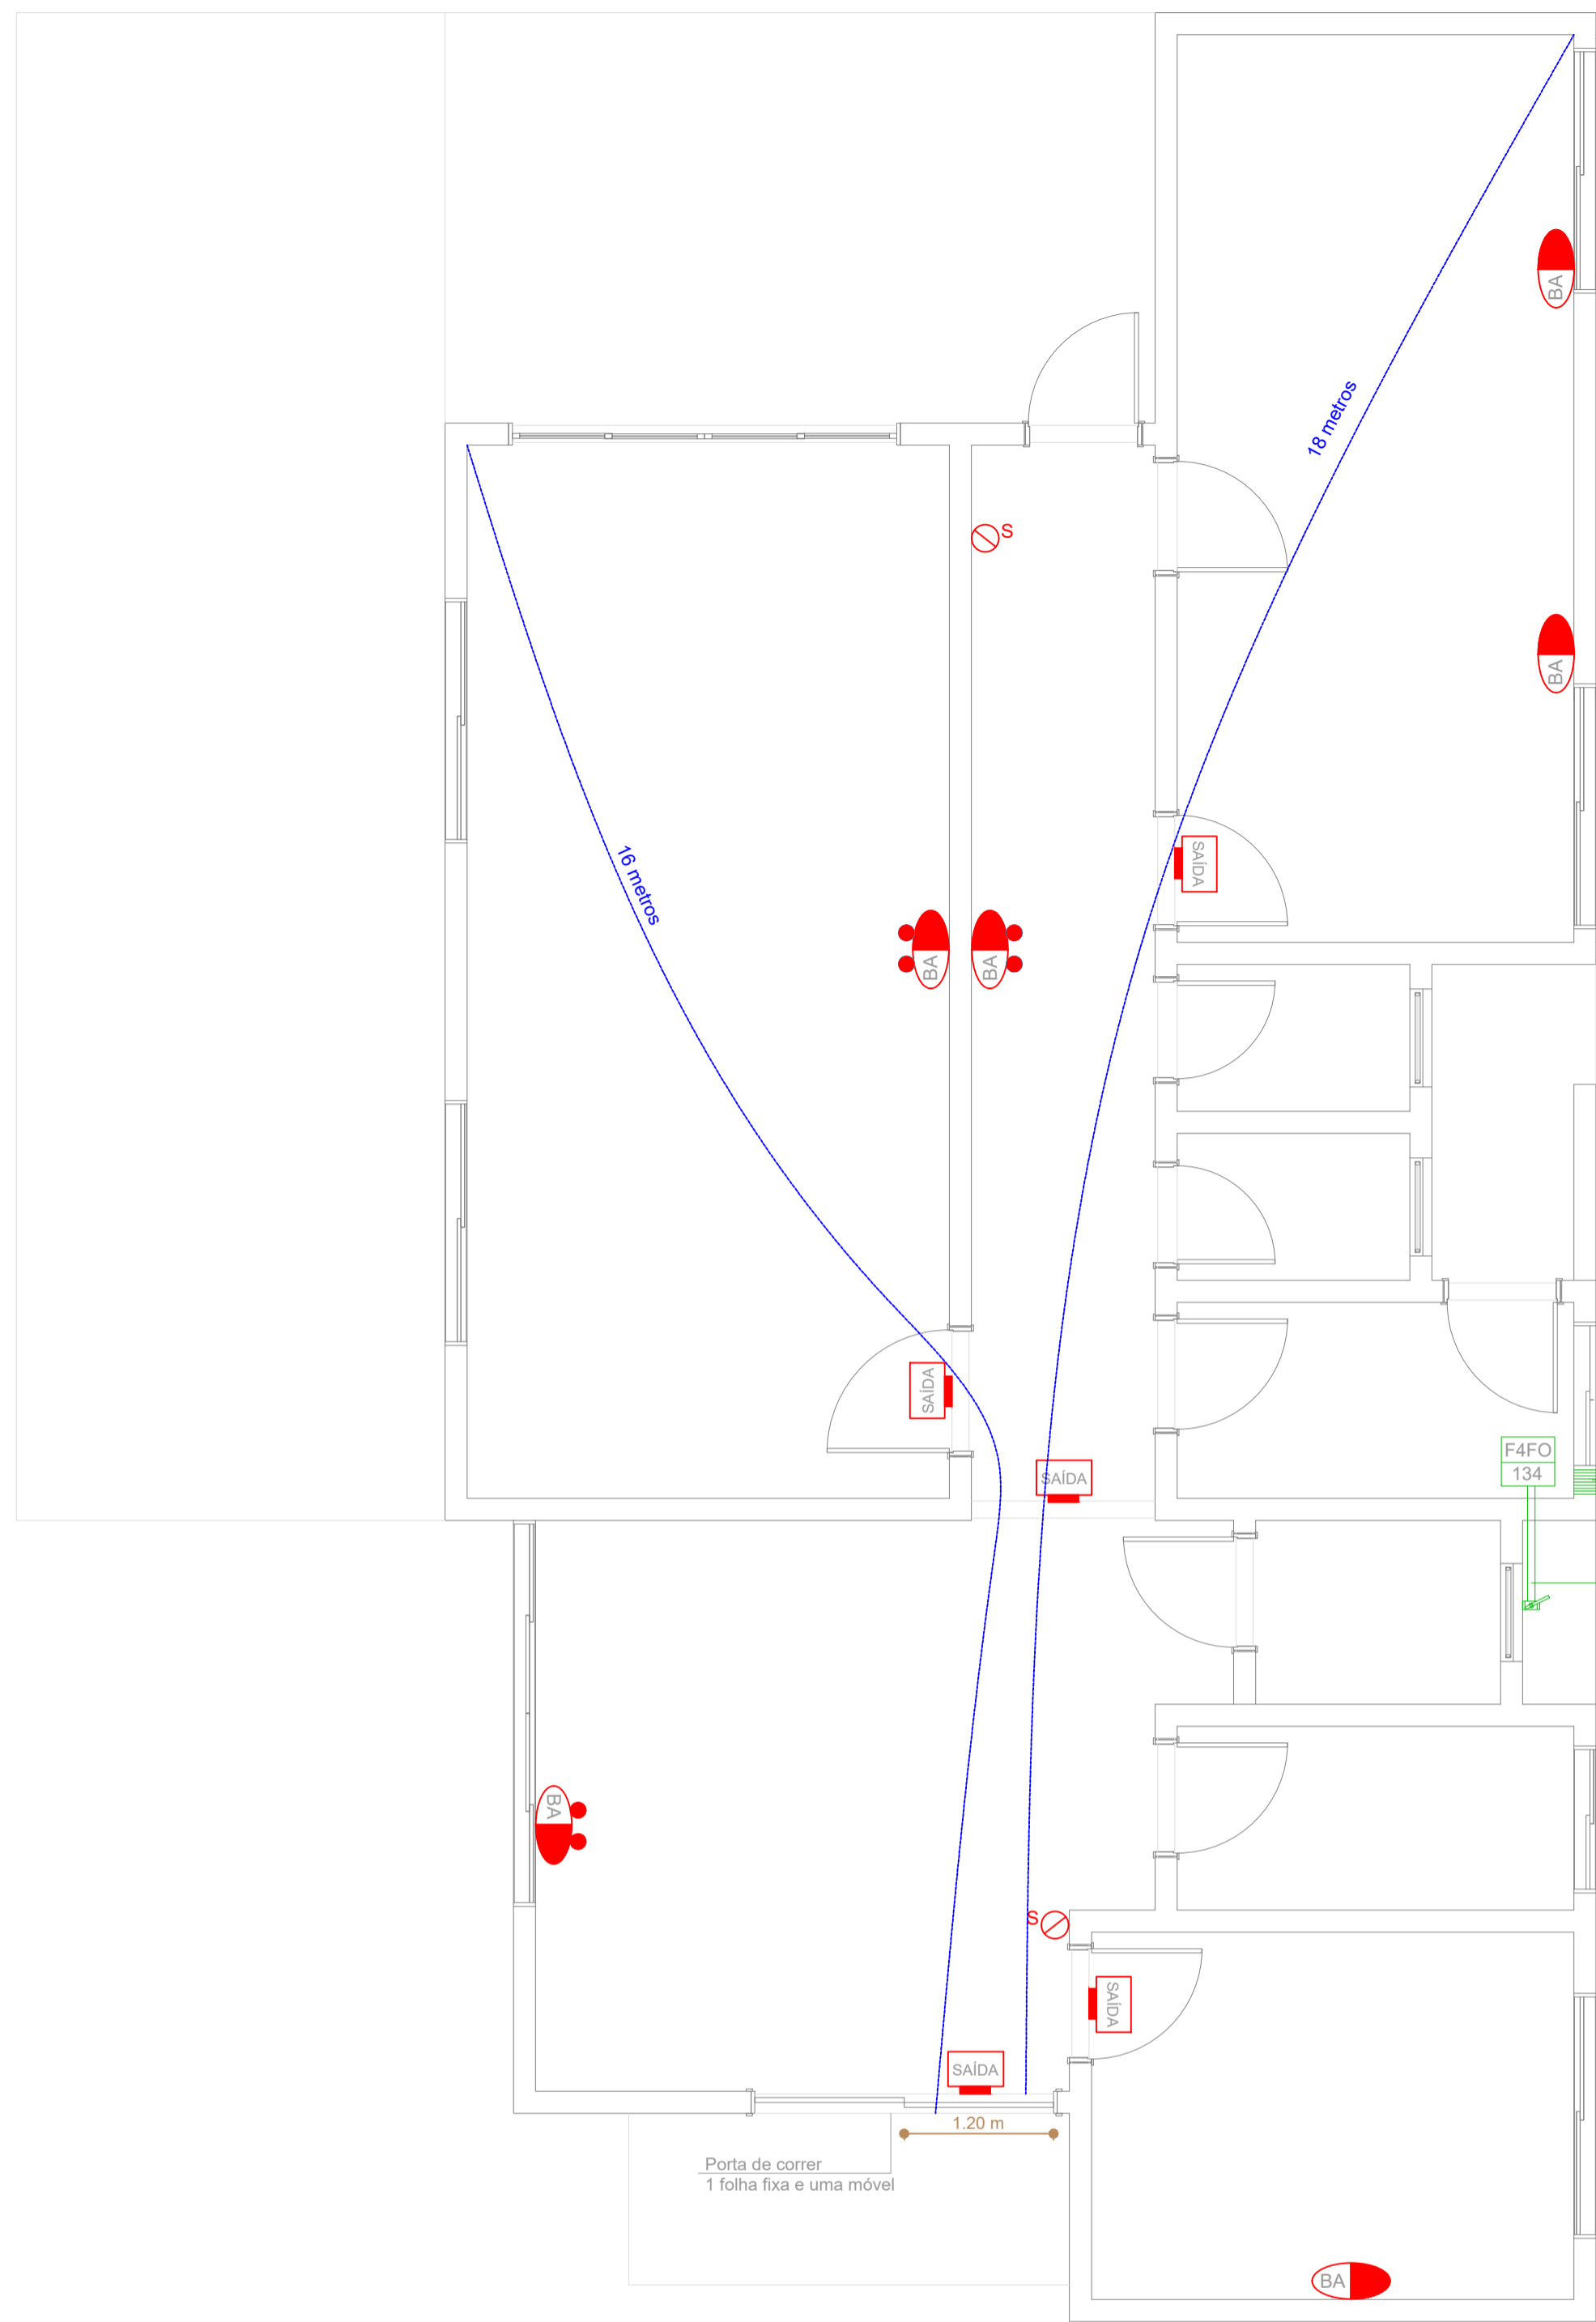 BA
18 metros
S
BA
SAÍDA
16 metros
BA
BA
SAÍDA
SAÍDA
F4FO
134
BA
S
SAÍDA
SAÍDA
1.20 m
Porta de correr
1 folha fixa e uma móvel
BA